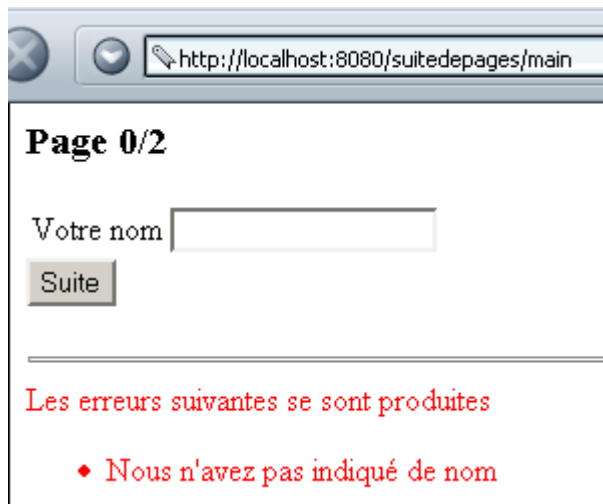 http://localhost:8080/suitedepages/main
Page 0/2
Votre nom
Suite
Les erreurs suivantes se sont produites
Nous n'avez pas indiqué de nom